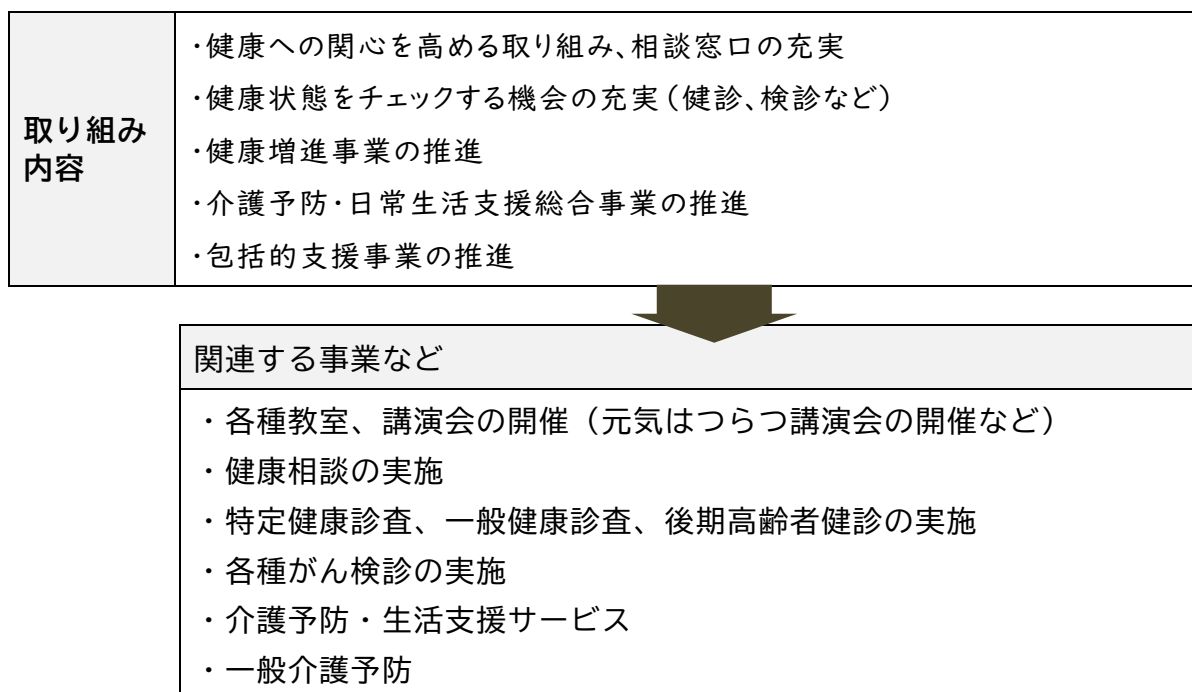 取り組み
内容
・健康への関心を高める取り組み、相談窓口の充実
・健康状態をチェックする機会の充実（健診、検診など）
・健康増進事業の推進
・介護予防・日常生活支援総合事業の推進
・包括的支援事業の推進
関連する事業など
・各種教室、講演会の開催（元気はつらつ講演会の開催など）
・健康相談の実施
・特定健康診査、一般健康診査、後期高齢者健診の実施
・各種がん検診の実施
・介護予防・生活支援サービス
・一般介護予防